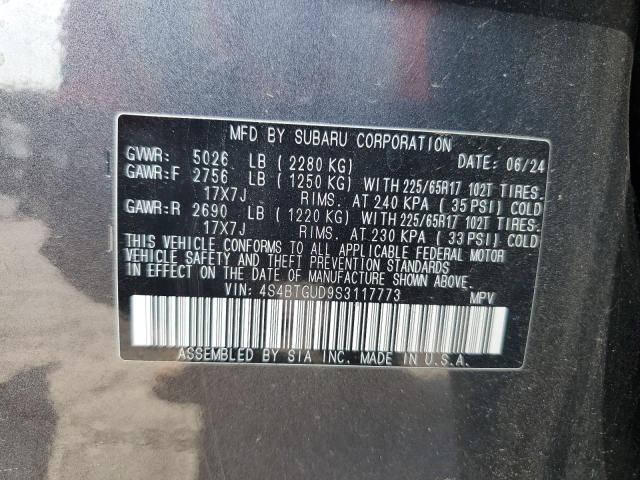 MFD BY SUBARU CORPORATION
GVWR: 5026 LB (2280 KG) DATE: 06/24
GAWR:F 2756 LB (1250 KG) WITH 225/65R17 102T TIRES.
17X7J RIMS. AT 240 KPA (35 PSI) COLD
GAWR:R 2690 LB (1220 KG) WITH 225/65R17 102T TIRES.
17X7J RIMS. AT 230 KPA (33 PSI) COLD
THIS VEHICLE CONFORMS TO ALL APPLICABLE FEDERAL MOTOR
VEHICLE SAFETY AND THEFT PREVENTION STANDARDS
IN EFFECT ON THE DATE OF MANUFACTURE SHOWN ABOVE.
VIN: 4S4BTGUD9S3117773 MPV
ASSEMBLED BY SIA INC. MADE IN U.S.A.